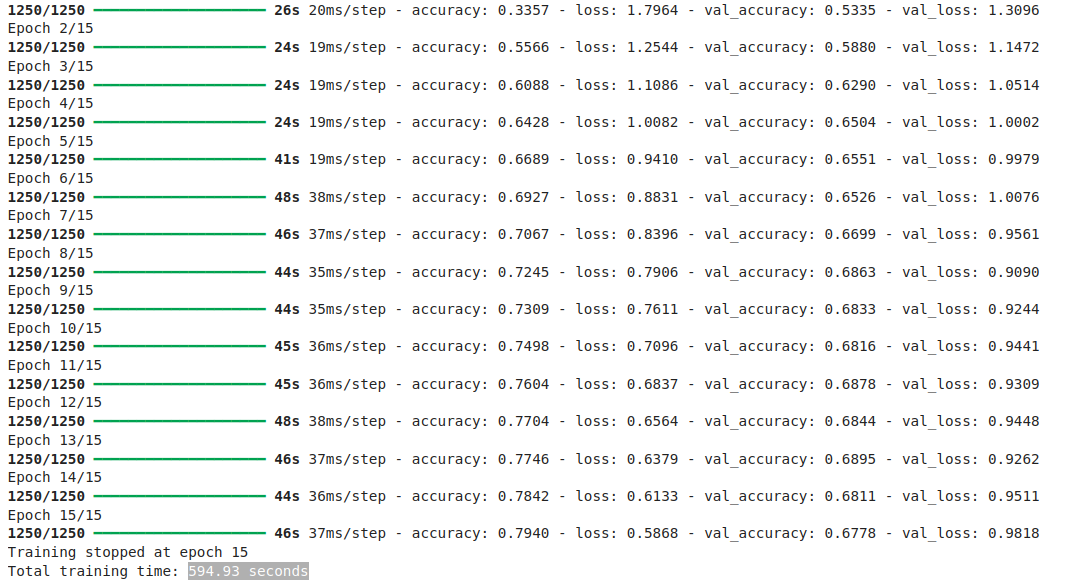 1250/1250 ━━━━━━━━━━━━━━━━━━━━ 26s 20ms/step - accuracy: 0.3357 - loss: 1.7964 - val_accuracy: 0.5335 - val_loss: 1.3096
Epoch 2/15
1250/1250 ━━━━━━━━━━━━━━━━━━━━ 24s 19ms/step - accuracy: 0.5566 - loss: 1.2544 - val_accuracy: 0.5880 - val_loss: 1.1472
Epoch 3/15
1250/1250 ━━━━━━━━━━━━━━━━━━━━ 24s 19ms/step - accuracy: 0.6088 - loss: 1.1086 - val_accuracy: 0.6290 - val_loss: 1.0514
Epoch 4/15
1250/1250 ━━━━━━━━━━━━━━━━━━━━ 24s 19ms/step - accuracy: 0.6428 - loss: 1.0082 - val_accuracy: 0.6504 - val_loss: 1.0002
Epoch 5/15
1250/1250 ━━━━━━━━━━━━━━━━━━━━ 41s 19ms/step - accuracy: 0.6689 - loss: 0.9410 - val_accuracy: 0.6551 - val_loss: 0.9979
Epoch 6/15
1250/1250 ━━━━━━━━━━━━━━━━━━━━ 48s 38ms/step - accuracy: 0.6927 - loss: 0.8831 - val_accuracy: 0.6526 - val_loss: 1.0076
Epoch 7/15
1250/1250 ━━━━━━━━━━━━━━━━━━━━ 46s 37ms/step - accuracy: 0.7067 - loss: 0.8396 - val_accuracy: 0.6699 - val_loss: 0.9561
Epoch 8/15
1250/1250 ━━━━━━━━━━━━━━━━━━━━ 44s 35ms/step - accuracy: 0.7245 - loss: 0.7906 - val_accuracy: 0.6863 - val_loss: 0.9090
Epoch 9/15
1250/1250 ━━━━━━━━━━━━━━━━━━━━ 44s 35ms/step - accuracy: 0.7309 - loss: 0.7611 - val_accuracy: 0.6833 - val_loss: 0.9244
Epoch 10/15
1250/1250 ━━━━━━━━━━━━━━━━━━━━ 45s 36ms/step - accuracy: 0.7498 - loss: 0.7096 - val_accuracy: 0.6816 - val_loss: 0.9441
Epoch 11/15
1250/1250 ━━━━━━━━━━━━━━━━━━━━ 45s 36ms/step - accuracy: 0.7604 - loss: 0.6837 - val_accuracy: 0.6878 - val_loss: 0.9309
Epoch 12/15
1250/1250 ━━━━━━━━━━━━━━━━━━━━ 48s 38ms/step - accuracy: 0.7704 - loss: 0.6564 - val_accuracy: 0.6844 - val_loss: 0.9448
Epoch 13/15
1250/1250 ━━━━━━━━━━━━━━━━━━━━ 46s 37ms/step - accuracy: 0.7746 - loss: 0.6379 - val_accuracy: 0.6895 - val_loss: 0.9262
Epoch 14/15
1250/1250 ━━━━━━━━━━━━━━━━━━━━ 44s 36ms/step - accuracy: 0.7842 - loss: 0.6133 - val_accuracy: 0.6811 - val_loss: 0.9511
Epoch 15/15
1250/1250 ━━━━━━━━━━━━━━━━━━━━ 46s 37ms/step - accuracy: 0.7940 - loss: 0.5868 - val_accuracy: 0.6778 - val_loss: 0.9818
Training stopped at epoch 15
Total training time: 594.93 seconds